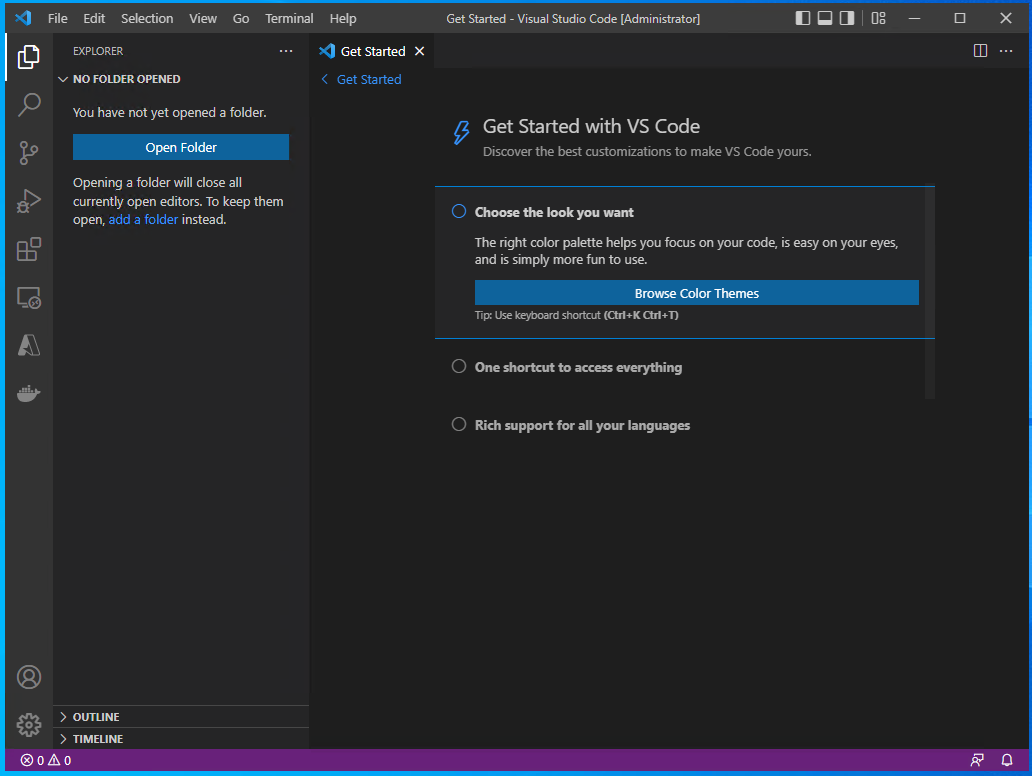 File Edit Selection View Go Terminal Help Get Started - Visual Studio Code [Administrator]
EXPLORER
Get Started
NO FOLDER OPENED
Get Started
You have not yet opened a folder.
Open Folder
Opening a folder will close all
currently open editors. To keep them
open, add a folder instead.
Get Started with VS Code
Discover the best customizations to make VS Code yours.
Choose the look you want
The right color palette helps you focus on your code, is easy on your eyes,
and is simply more fun to use.
Browse Color Themes
Tip: Use keyboard shortcut (Ctrl+K Ctrl+T)
One shortcut to access everything
Rich support for all your languages
OUTLINE
TIMELINE
0 0